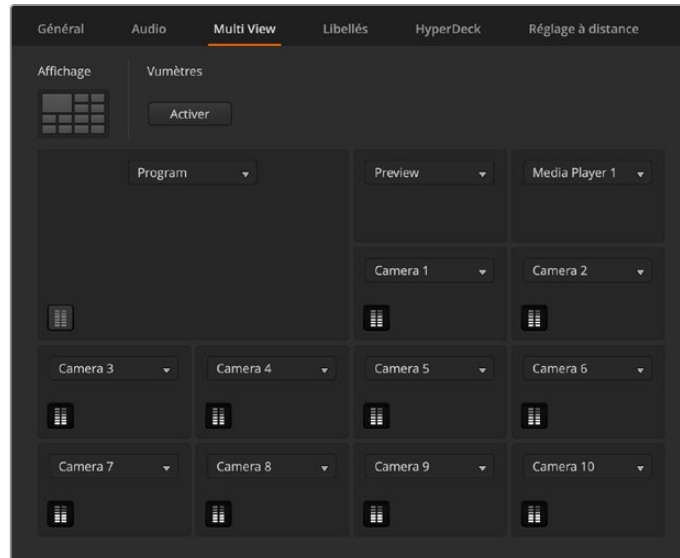 Général Audio Multi View Libellés HyperDeck Réglage à distance
Affichage Vumètres
Activer
Program Preview Media Player 1
Camera 1 Camera 2
Camera 3 Camera 4 Camera 5 Camera 6
Camera 7 Camera 8 Camera 9 Camera 10